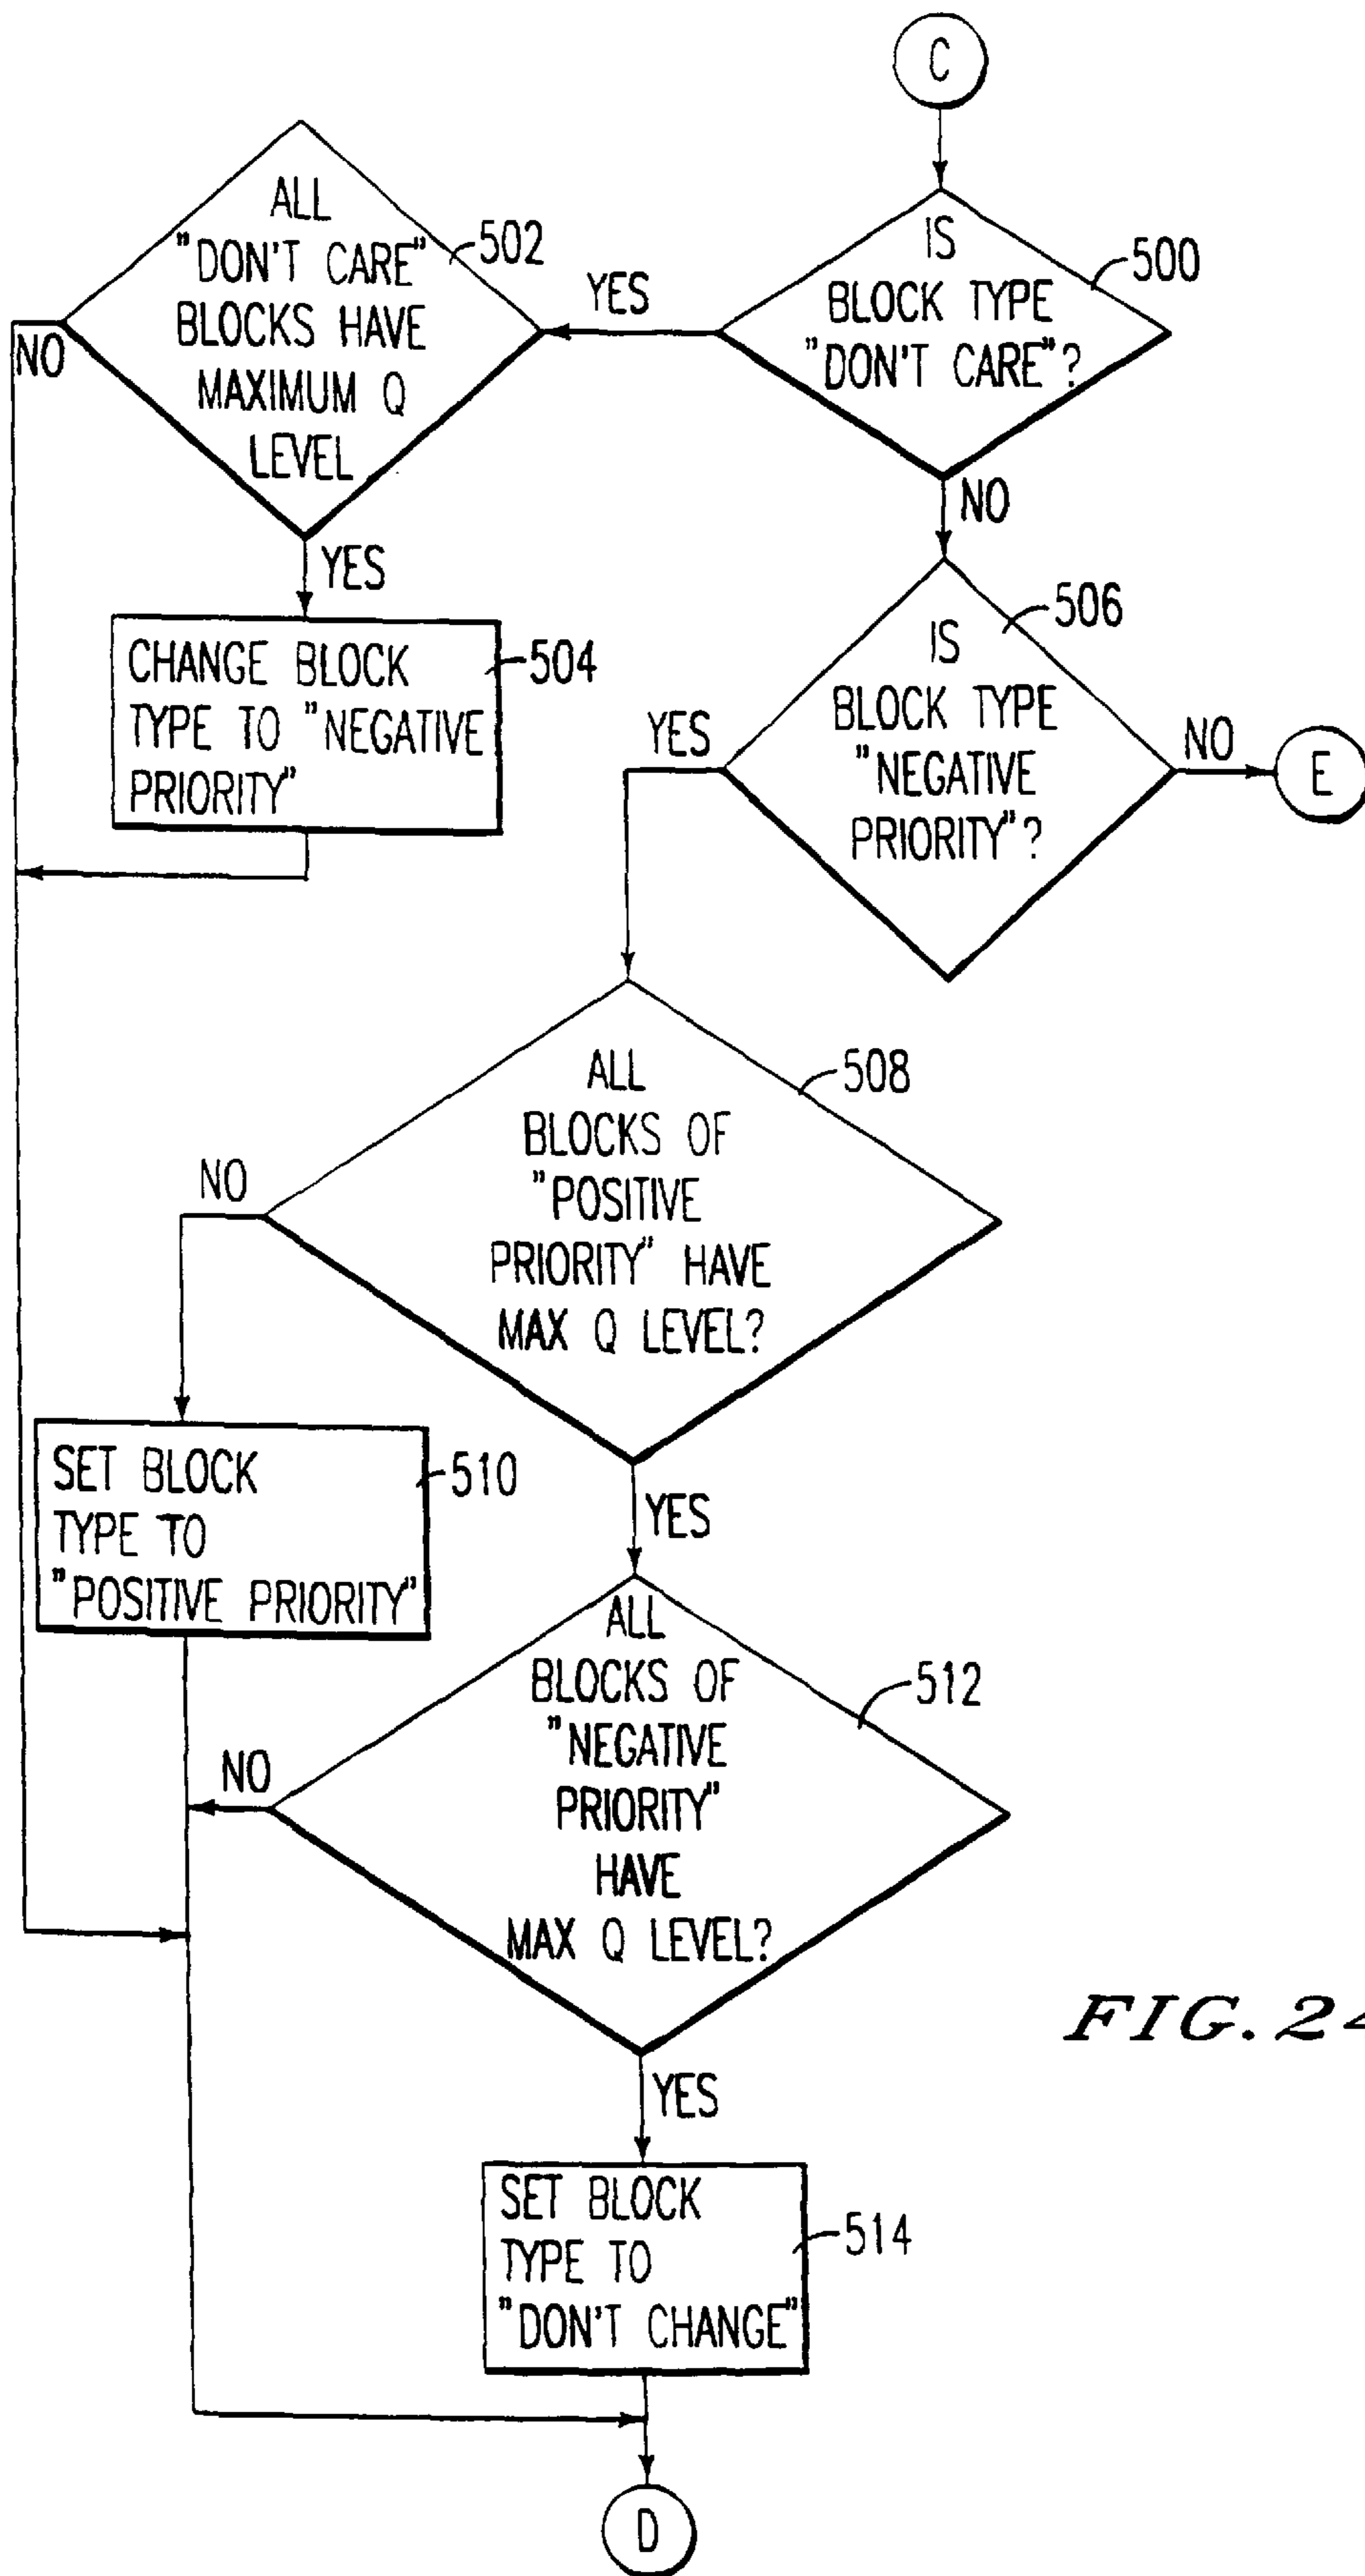 C
IS
BLOCK TYPE
"DON'T CARE"?
500
YES
NO
ALL
"DON'T CARE"
BLOCKS HAVE
MAXIMUM Q
LEVEL
502
NO
YES
CHANGE BLOCK
TYPE TO "NEGATIVE
PRIORITY"
504
IS
BLOCK TYPE
"NEGATIVE
PRIORITY"?
506
YES
NO
E
ALL
BLOCKS OF
"POSITIVE
PRIORITY" HAVE
MAX Q LEVEL?
508
NO
YES
SET BLOCK
TYPE TO
"POSITIVE PRIORITY"
510
ALL
BLOCKS OF
"NEGATIVE
PRIORITY"
HAVE
MAX Q LEVEL?
512
NO
YES
SET BLOCK
TYPE TO
"DON'T CHANGE"
514
D
FIG. 24